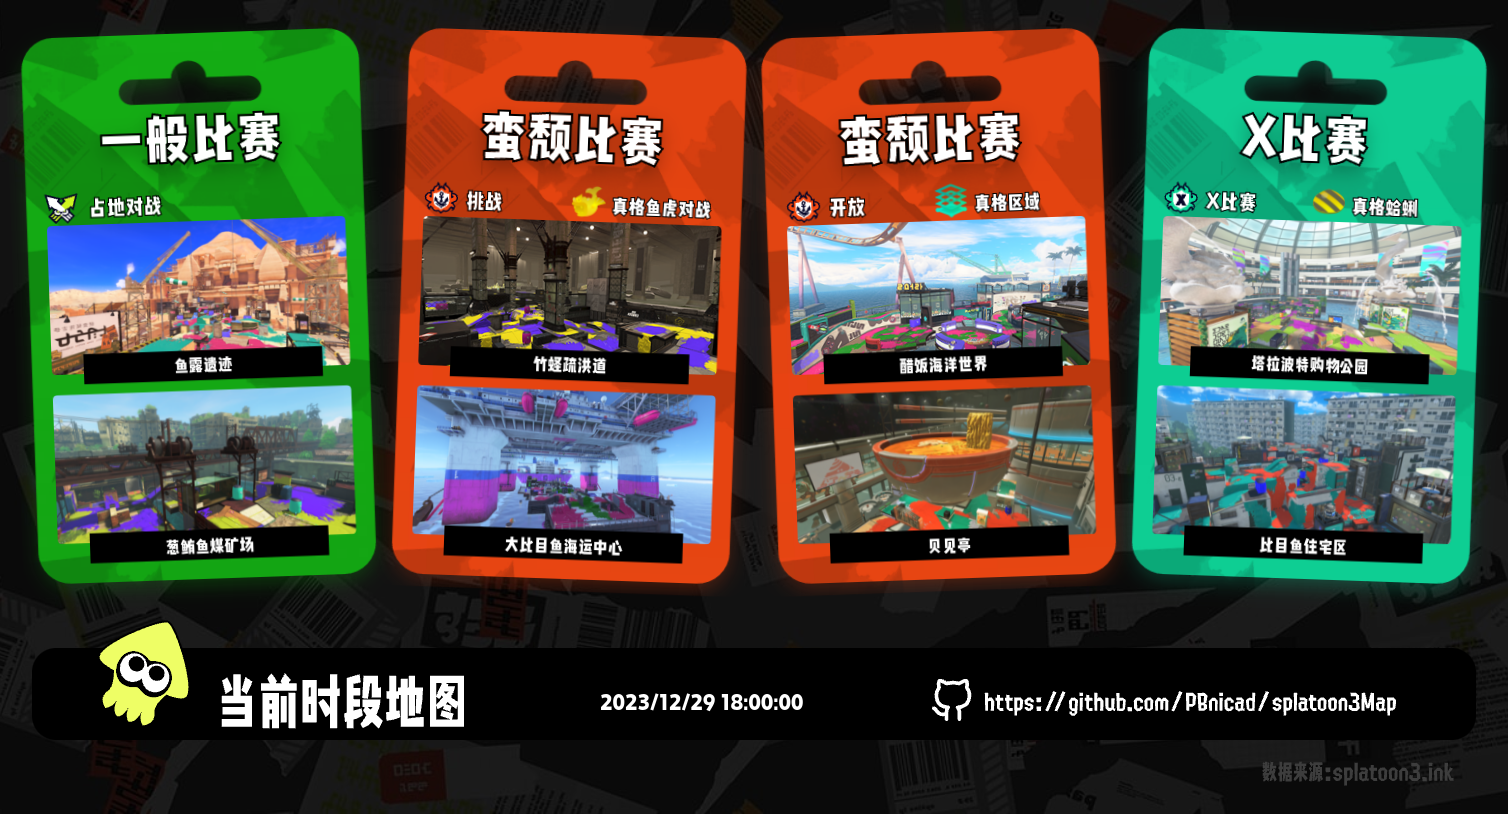 一般比赛
占地对战
鱼露遗迹
葱鲔鱼煤矿场
蛮颓比赛
挑战
真格鱼虎对战
竹蛏疏洪道
大比目鱼海运中心
蛮颓比赛
开放
真格区域
醋饭海洋世界
贝贝亭
X比赛
X比赛
真格蛤蜊
塔拉波特购物公园
比目鱼住宅区
当前时段地图
2023/12/29 18:00:00
https://github.com/PBnicad/splatoon3Map
数据来源:splatoon3.ink